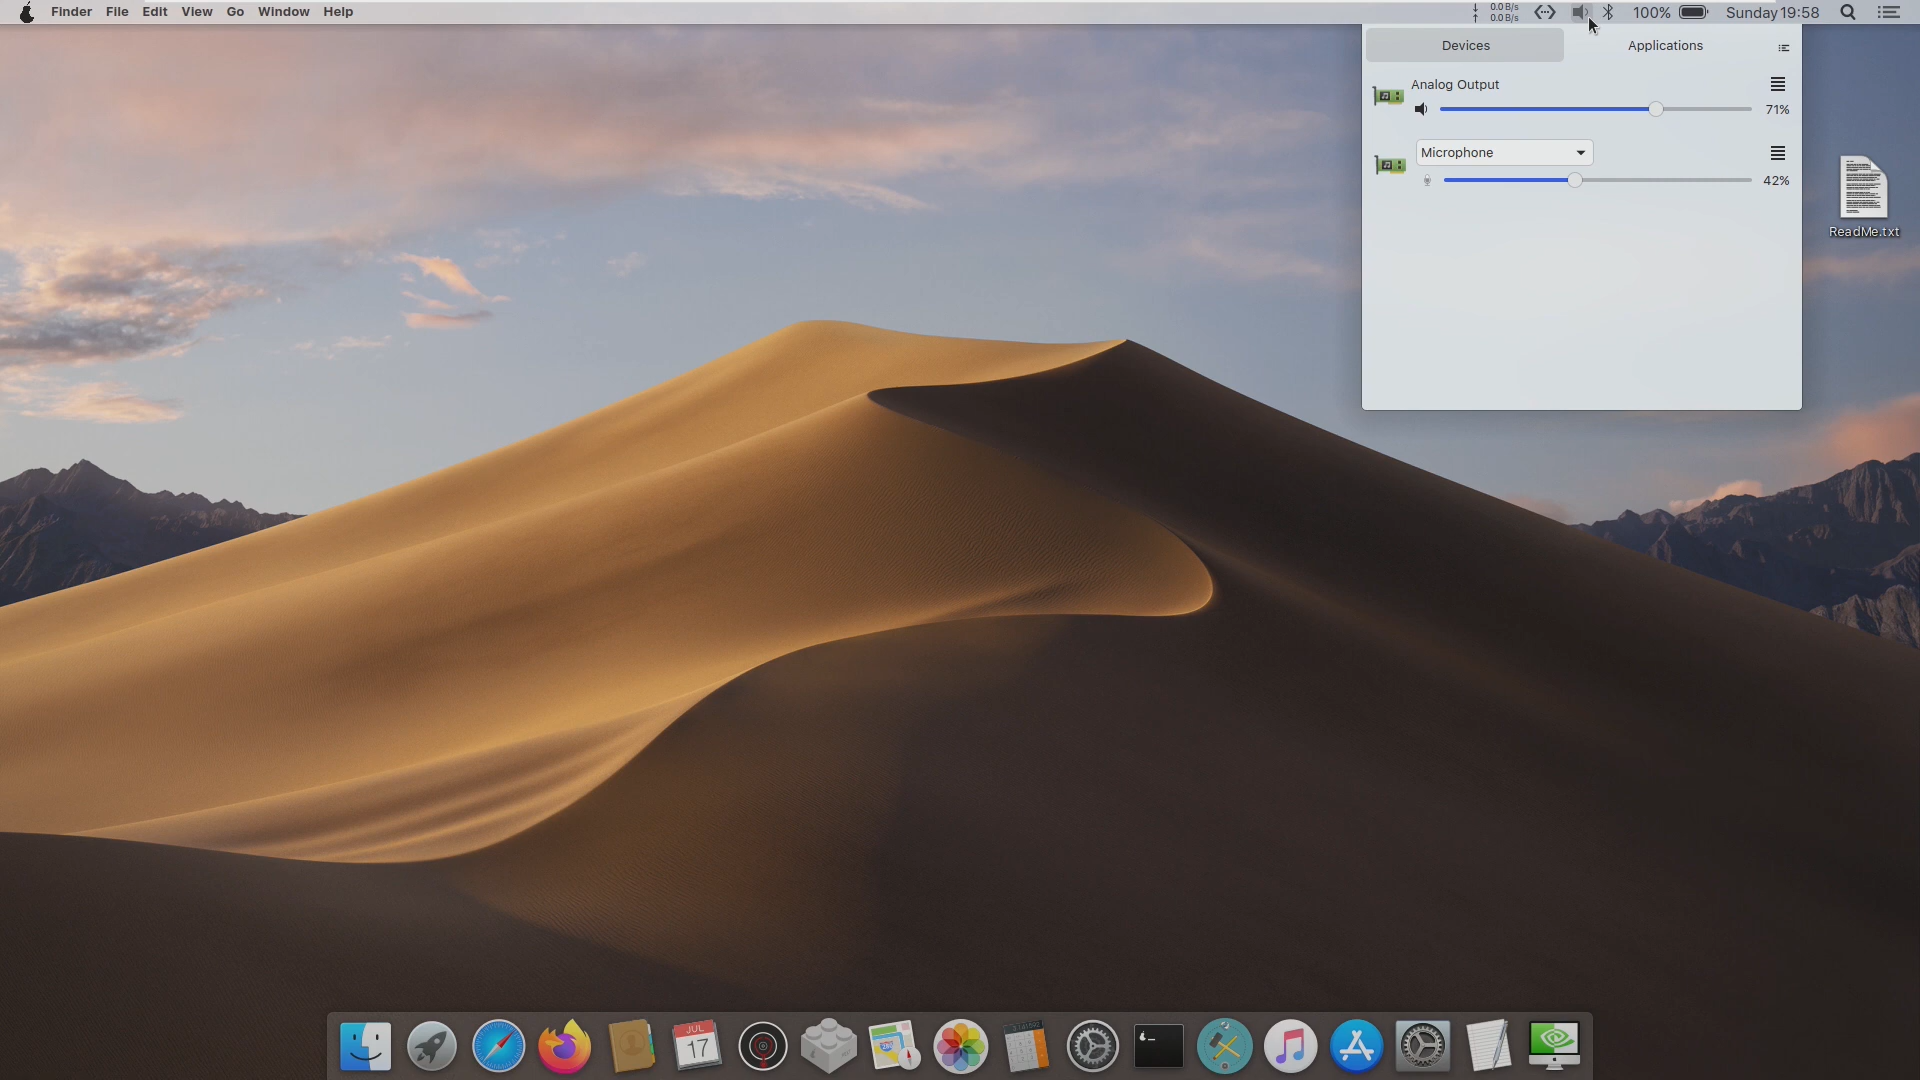 Finder File Edit View Go Window Help
0.0 B/s
0.0 B/s
100%
Sunday 19:58
Devices Applications
Analog Output
71%
Microphone
42%
ReadMe.txt
JUL
17